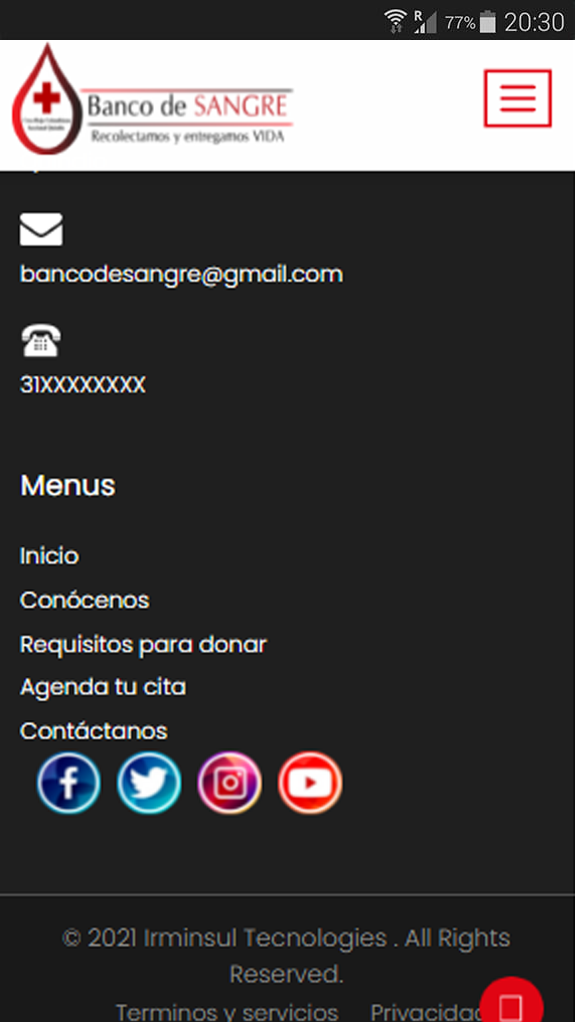 R
77%
20:30
Banco de SANGRE
Recolectamos y entregamos VIDA
bancodesangre@gmail.com
31XXXXXXXX
Menus
Inicio
Conócenos
Requisitos para donar
Agenda tu cita
Contáctanos
© 2021 Irminsul Tecnologies . All Rights
Reserved.
Terminos y servicios Privacidad